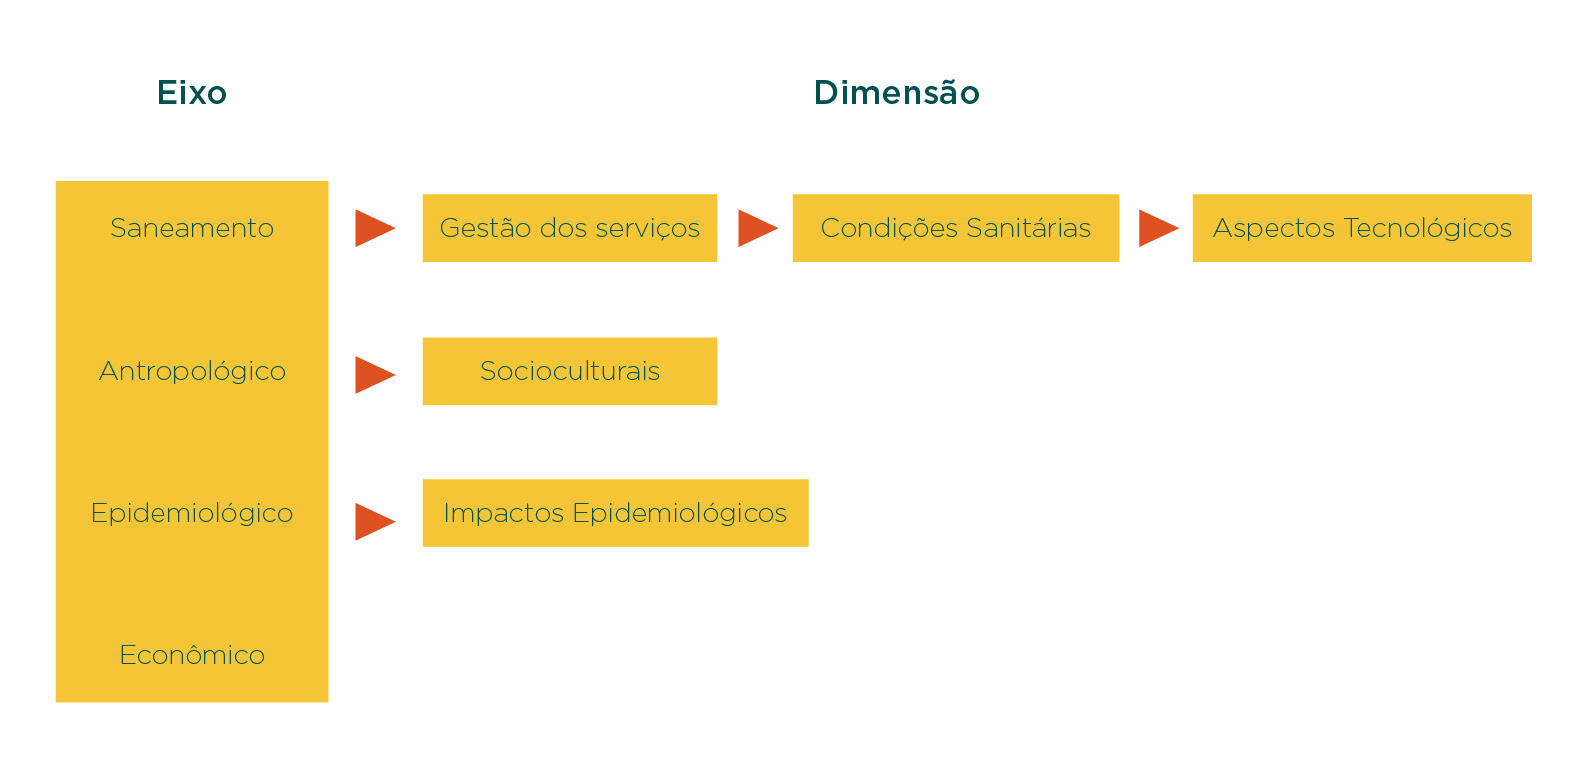 Eixo
Dimensão
Saneamento
Gestão dos serviços
Condições Sanitárias
Aspectos Tecnológicos
Antropológico
Socioculturais
Epidemiológico
Impactos Epidemiológicos
Econômico